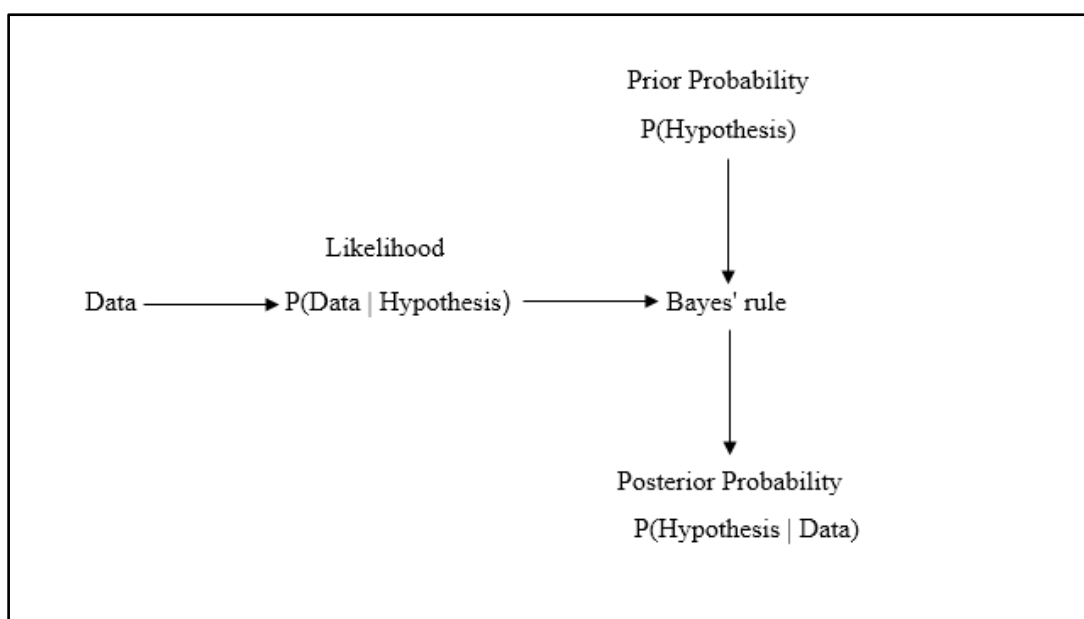 Prior Probability
P(Hypothesis)
Likelihood
Data P(Data | Hypothesis) Bayes' rule
Posterior Probability
P(Hypothesis | Data)